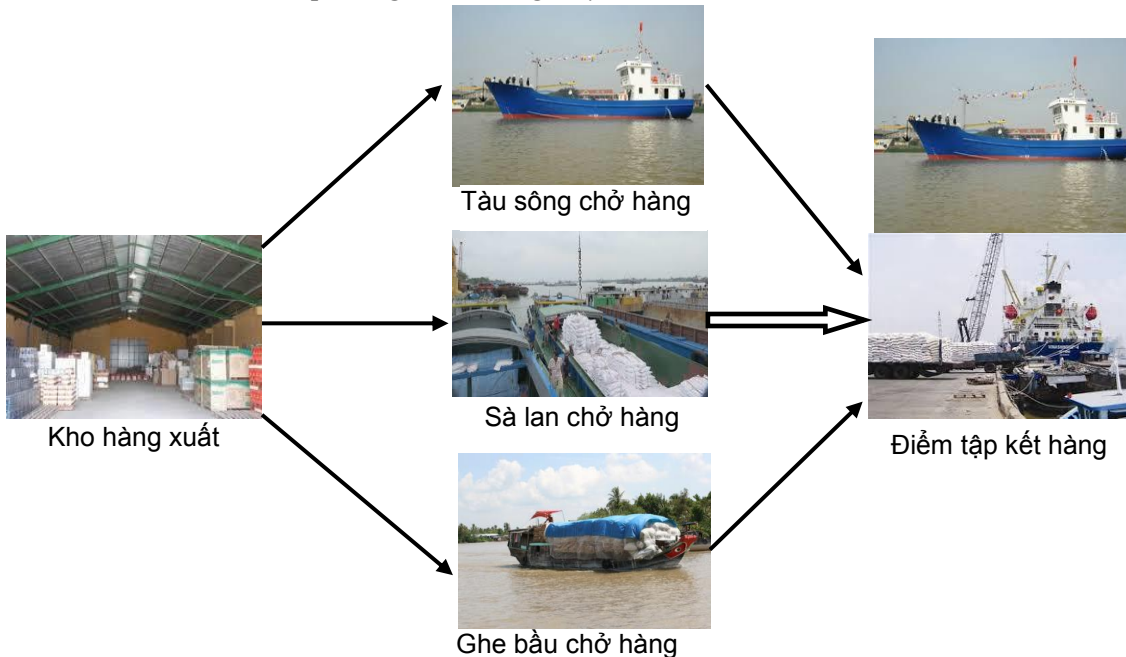 Tàu sông chở hàng
Sà lan chở hàng
Kho hàng xuất
Điểm tập kết hàng
Ghe bầu chở hàng